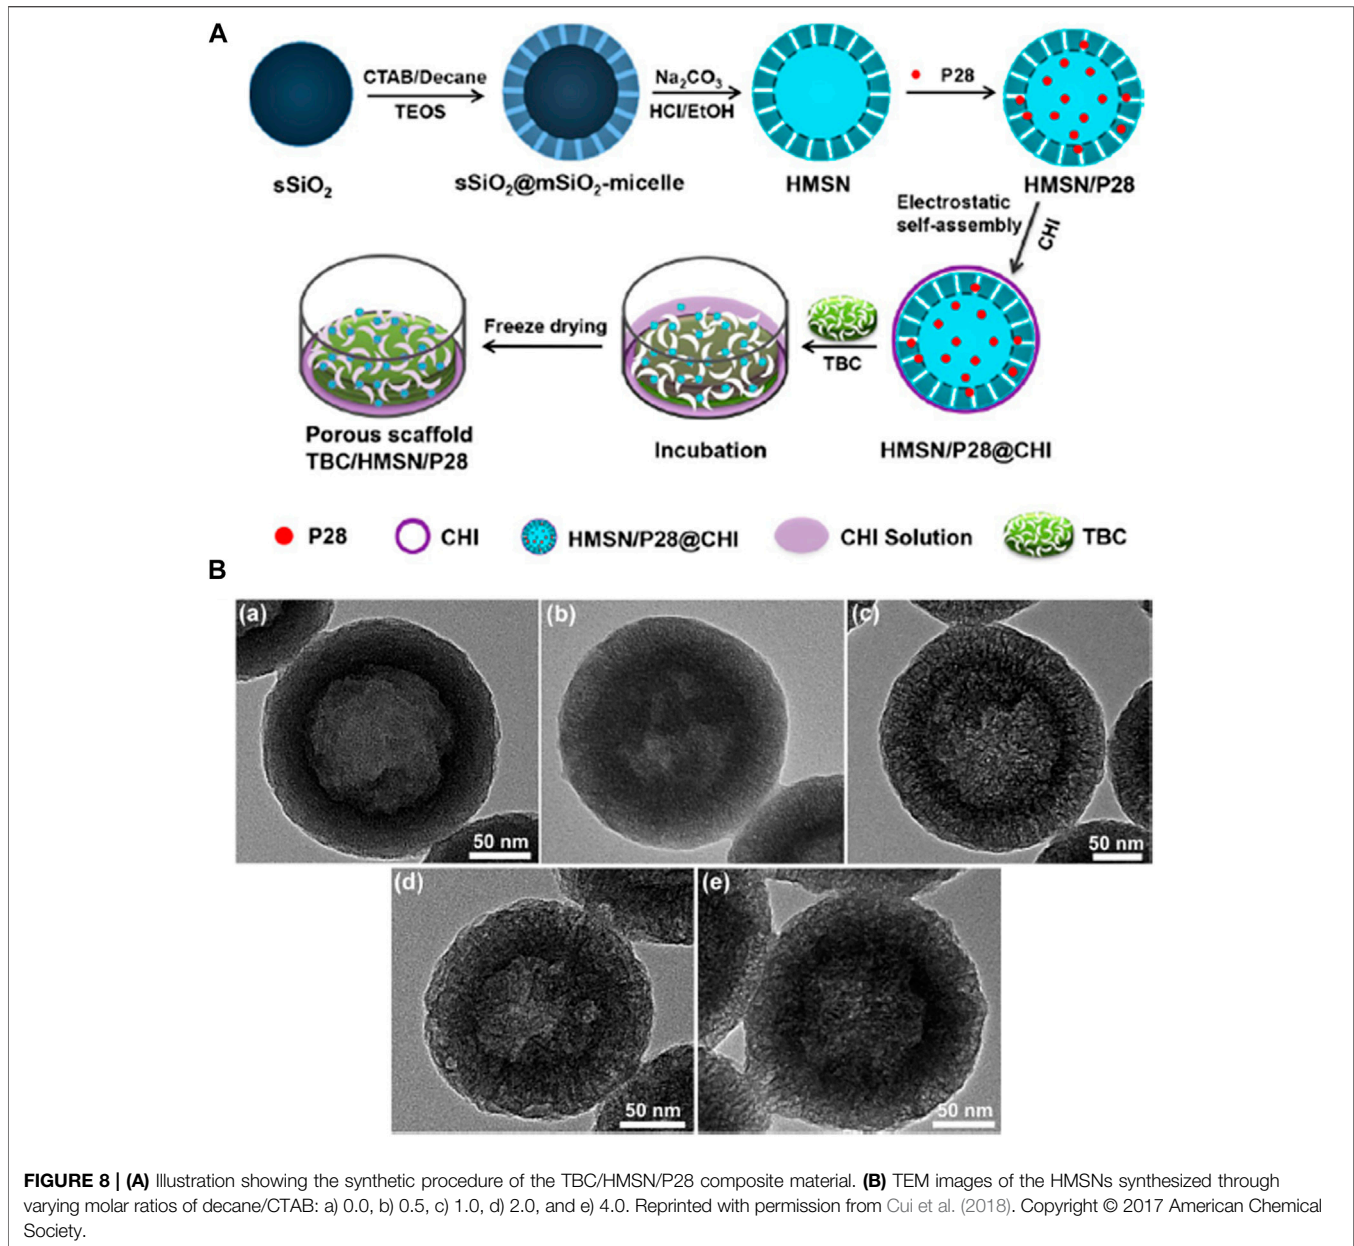 A
CTAB/Decane
TEOS
Na₂CO₃
HCl/EtOH
P28
sSiO₂
sSiO₂@mSiO₂-micelle
HMSN
HMSN/P28
Electrostatic
self-assembly
CHI
Freeze drying
TBC
Porous scaffold
TBC/HMSN/P28
Incubation
HMSN/P28@CHI
P28
CHI
HMSN/P28@CHI
CHI Solution
TBC
B
(a)
(b)
(c)
50 nm
50 nm
50 nm
(d)
(e)
50 nm
50 nm
FIGURE 8 | (A) Illustration showing the synthetic procedure of the TBC/HMSN/P28 composite material. (B) TEM images of the HMSNs synthesized through
varying molar ratios of decane/CTAB: a) 0.0, b) 0.5, c) 1.0, d) 2.0, and e) 4.0. Reprinted with permission from Cui et al. (2018). Copyright © 2017 American Chemical
Society.